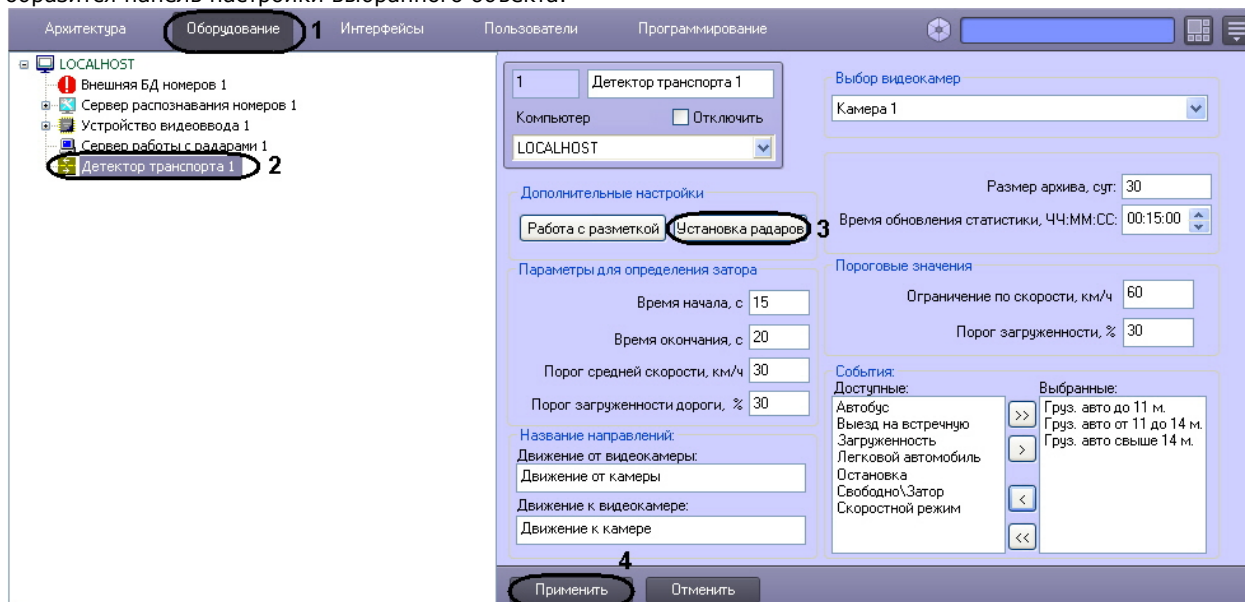 образится панель настройки выбранного объекта.
Архитектура Оборудование 1 Интерфейсы Пользователи Программирование
LOCALHOST
Внешняя БД номеров 1
Сервер распознавания номеров 1
Устройство видеоввода 1
Сервер работы с радарами 1
Детектор транспорта 1 2
1 Детектор транспорта 1
Компьютер Отключить
LOCALHOST
Дополнительные настройки
Работа с разметкой Установка радаров 3
Параметры для определения затора
Время начала, с 15
Время окончания, с 20
Порог средней скорости, км/ч 30
Порог загруженности дороги, % 30
Название направлений:
Движение от видеокамеры:
Движение от камеры
Движение к видеокамере:
Движение к камере
Выбор видеокамер
Камера 1
Размер архива, сут: 30
Время обновления статистики, ЧЧ:ММ:СС: 00:15:00
Пороговые значения
Ограничение по скорости, км/ч 60
Порог загруженности, % 30
События:
Доступные:
Автобус
Выезд на встречную
Загруженность
Легковой автомобиль
Остановка
Свободно\Затор
Скоростной режим
>>
>
<
<<
Выбранные:
Груз. авто до 11 м.
Груз. авто от 11 до 14 м.
Груз. авто свыше 14 м.
4
Применить Отменить